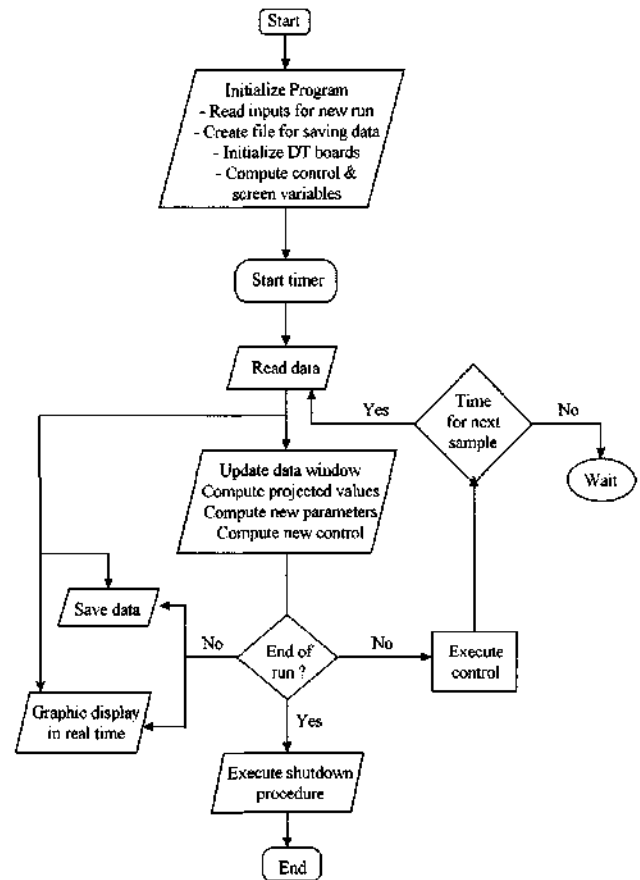 Start
Initialize Program
- Read inputs for new run
- Create file for saving data
- Initialize DT boards
- Compute control &
screen variables
Start timer
Read data
Yes
Time
for next
sample
No
Wait
Update data window
Compute projected values
Compute new parameters
Compute new control
Save data
No
End of
run ?
No
Execute
control
Graphic display
in real time
Yes
Execute shutdown
procedure
End